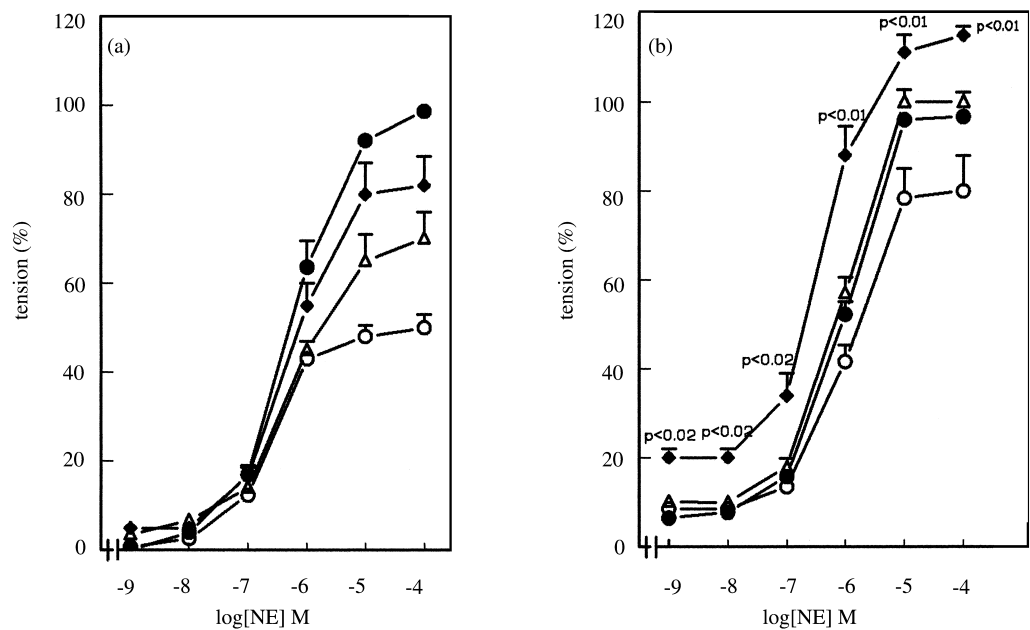 (a)
120
100
80
60
40
20
0
tension (%)
-9 -8 -7 -6 -5 -4
log[NE] M
(b)
120
100
80
60
40
20
0
tension (%)
p<0.01
p<0.01
p<0.01
p<0.02
p<0.02 p<0.02
-9 -8 -7 -6 -5 -4
log[NE] M